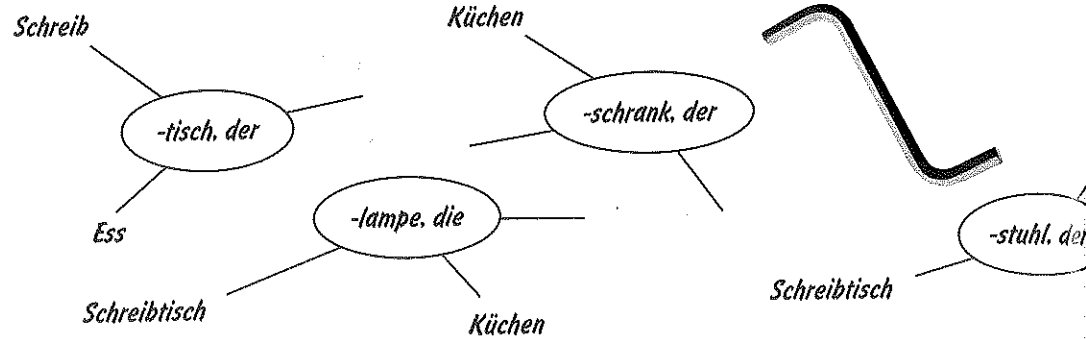 Schreib
Küchen
-tisch, der
-schrank, der
Ess
-lampe, die
-stuhl, der
Schreibtisch
Schreibtisch
Küchen